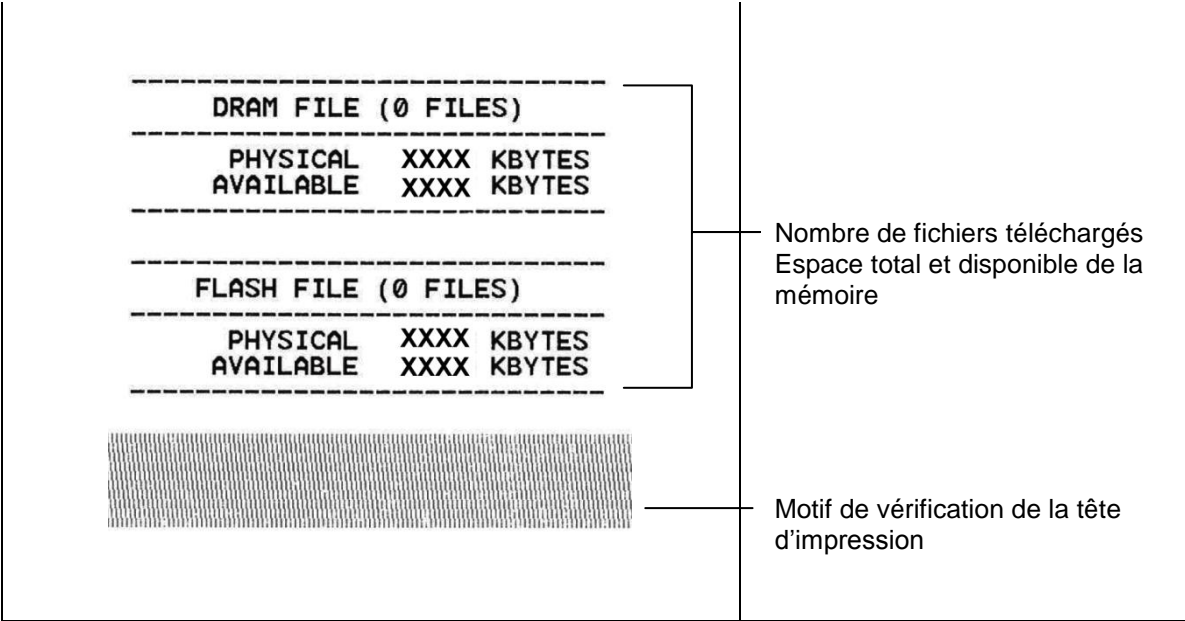 DRAM FILE (0 FILES)
PHYSICAL XXXX KBYTES
AVAILABLE XXXX KBYTES
FLASH FILE (0 FILES)
PHYSICAL XXXX KBYTES
AVAILABLE XXXX KBYTES
Nombre de fichiers téléchargés
Espace total et disponible de la
mémoire
Motif de vérification de la tête
d'impression